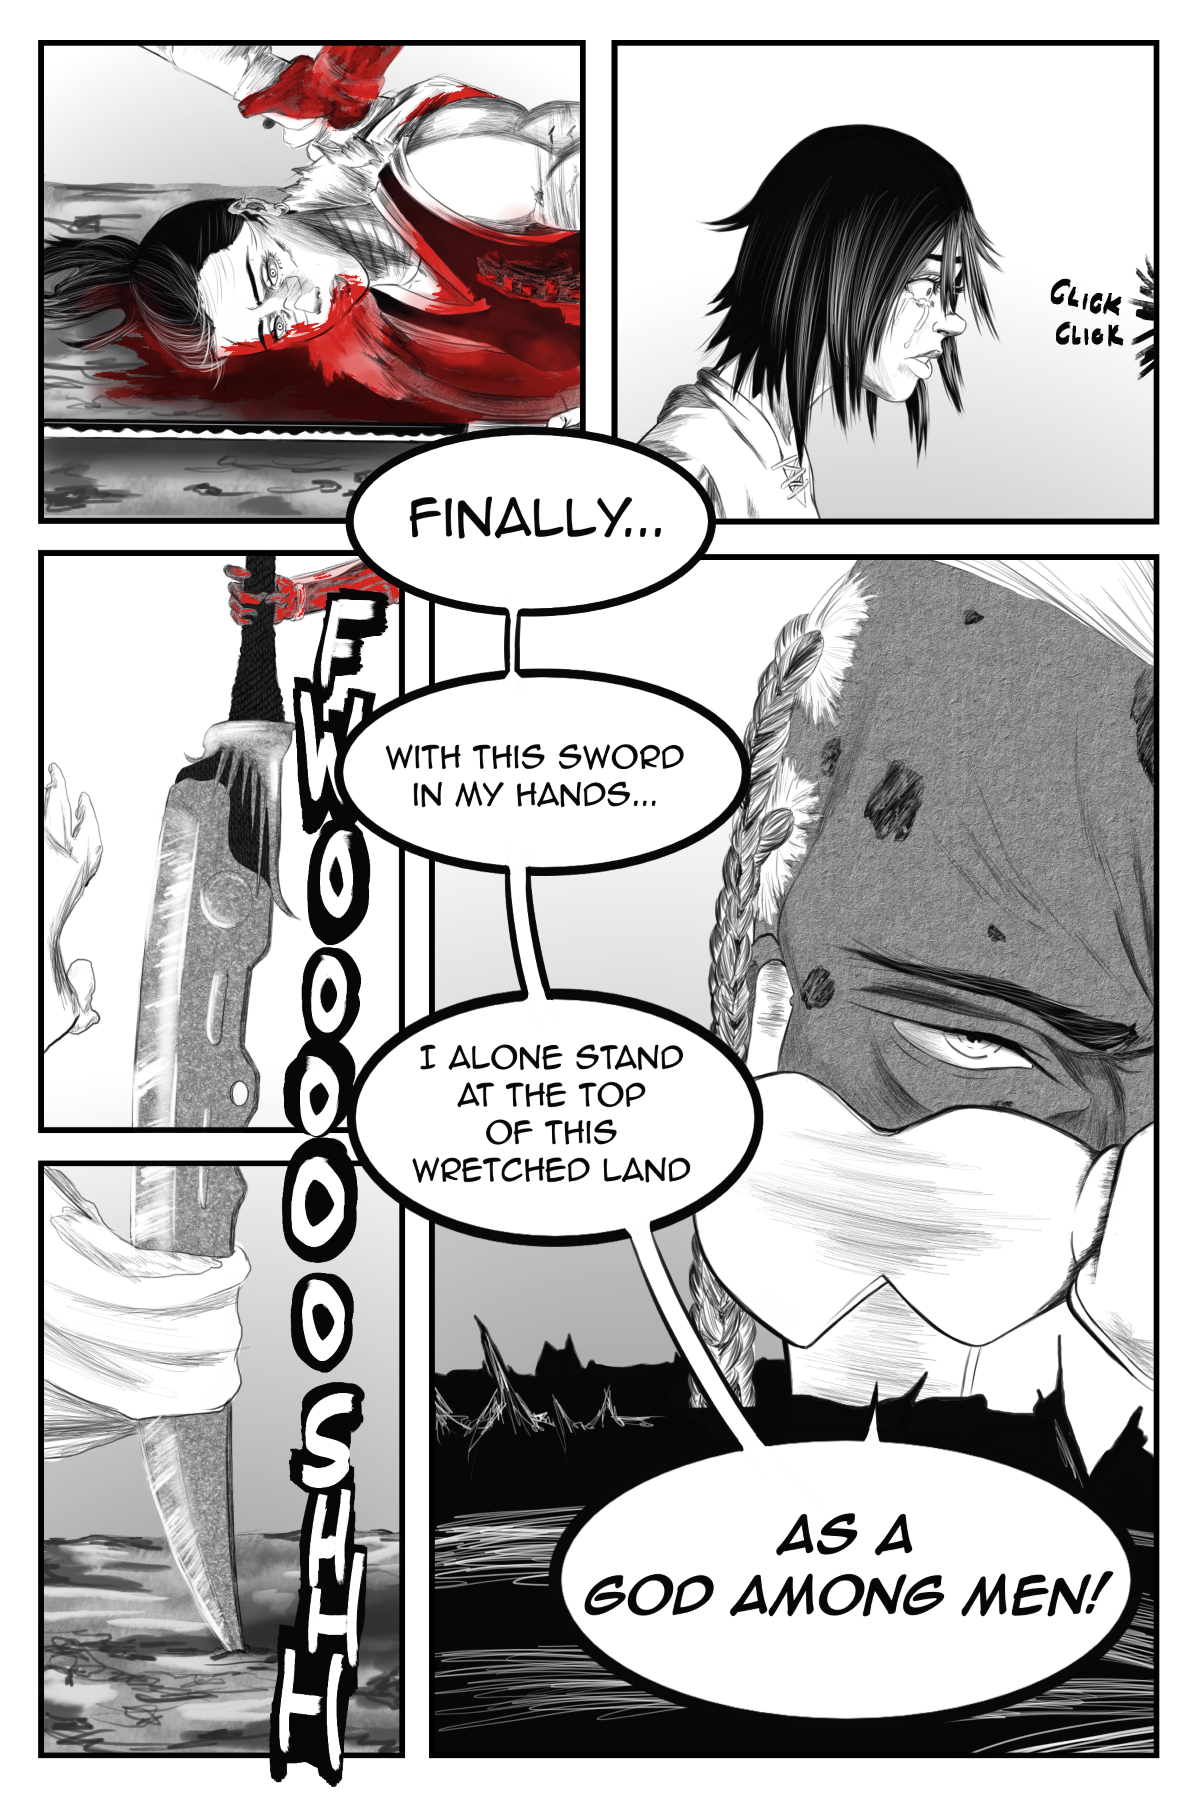 CLICK
CLICK
FINALLY...
WITH THIS SWORD
IN MY HANDS...
FWOOOOOSHHH
I ALONE STAND
AT THE TOP
OF THIS
WRETCHED LAND
AS A
GOD AMONG MEN!